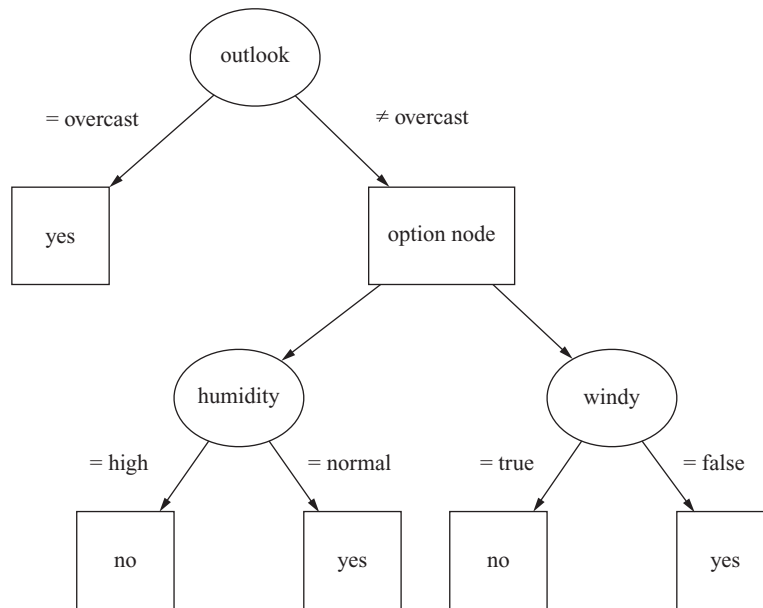 outlook
= overcast
≠ overcast
yes
option node
humidity
windy
= high
= normal
= true
= false
no
yes
no
yes